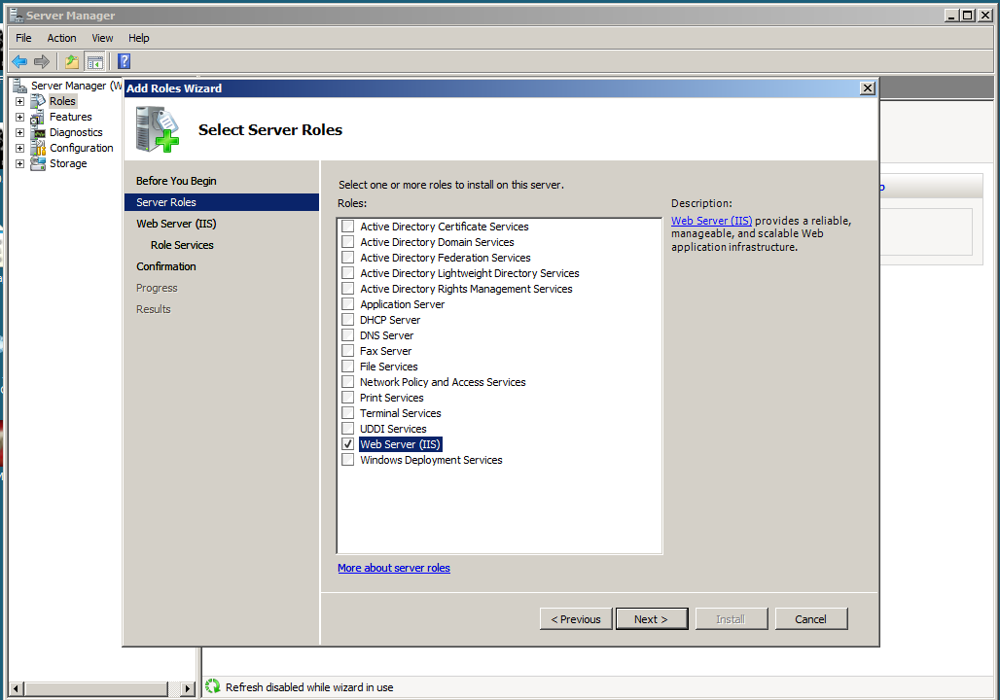 Server Manager
File Action View Help
Server Manager (W
Roles
Features
Diagnostics
Configuration
Storage
Add Roles Wizard
Select Server Roles
Before You Begin
Server Roles
Web Server (IIS)
Role Services
Confirmation
Progress
Results
Select one or more roles to install on this server.
Roles:
Active Directory Certificate Services
Active Directory Domain Services
Active Directory Federation Services
Active Directory Lightweight Directory Services
Active Directory Rights Management Services
Application Server
DHCP Server
DNS Server
Fax Server
File Services
Network Policy and Access Services
Print Services
Terminal Services
UDDI Services
Web Server (IIS)
Windows Deployment Services
More about server roles
Description:
Web Server (IIS) provides a reliable,
manageable, and scalable Web
application infrastructure.
< Previous Next > Install Cancel
Refresh disabled while wizard in use